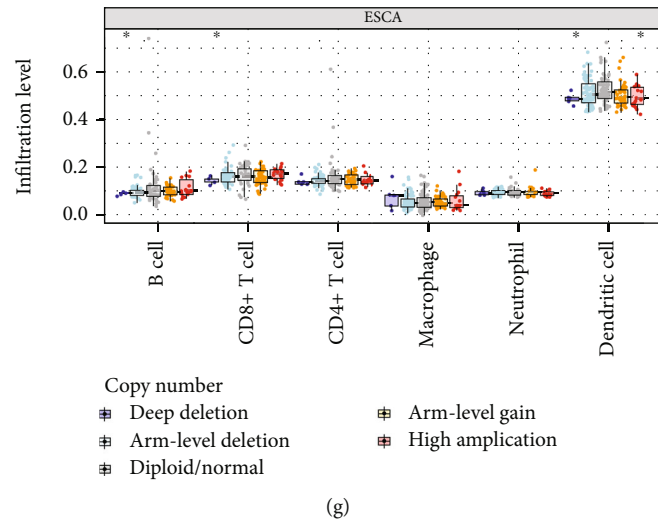 ESCA
* * * *
Infiltration level
0.6
0.4
0.2
0.0
B cell
CD8+ T cell
CD4+ T cell
Macrophage
Neutrophil
Dendritic cell
Copy number
Deep deletion
Arm-level deletion
Diploid/normal
Arm-level gain
High amplication
(g)